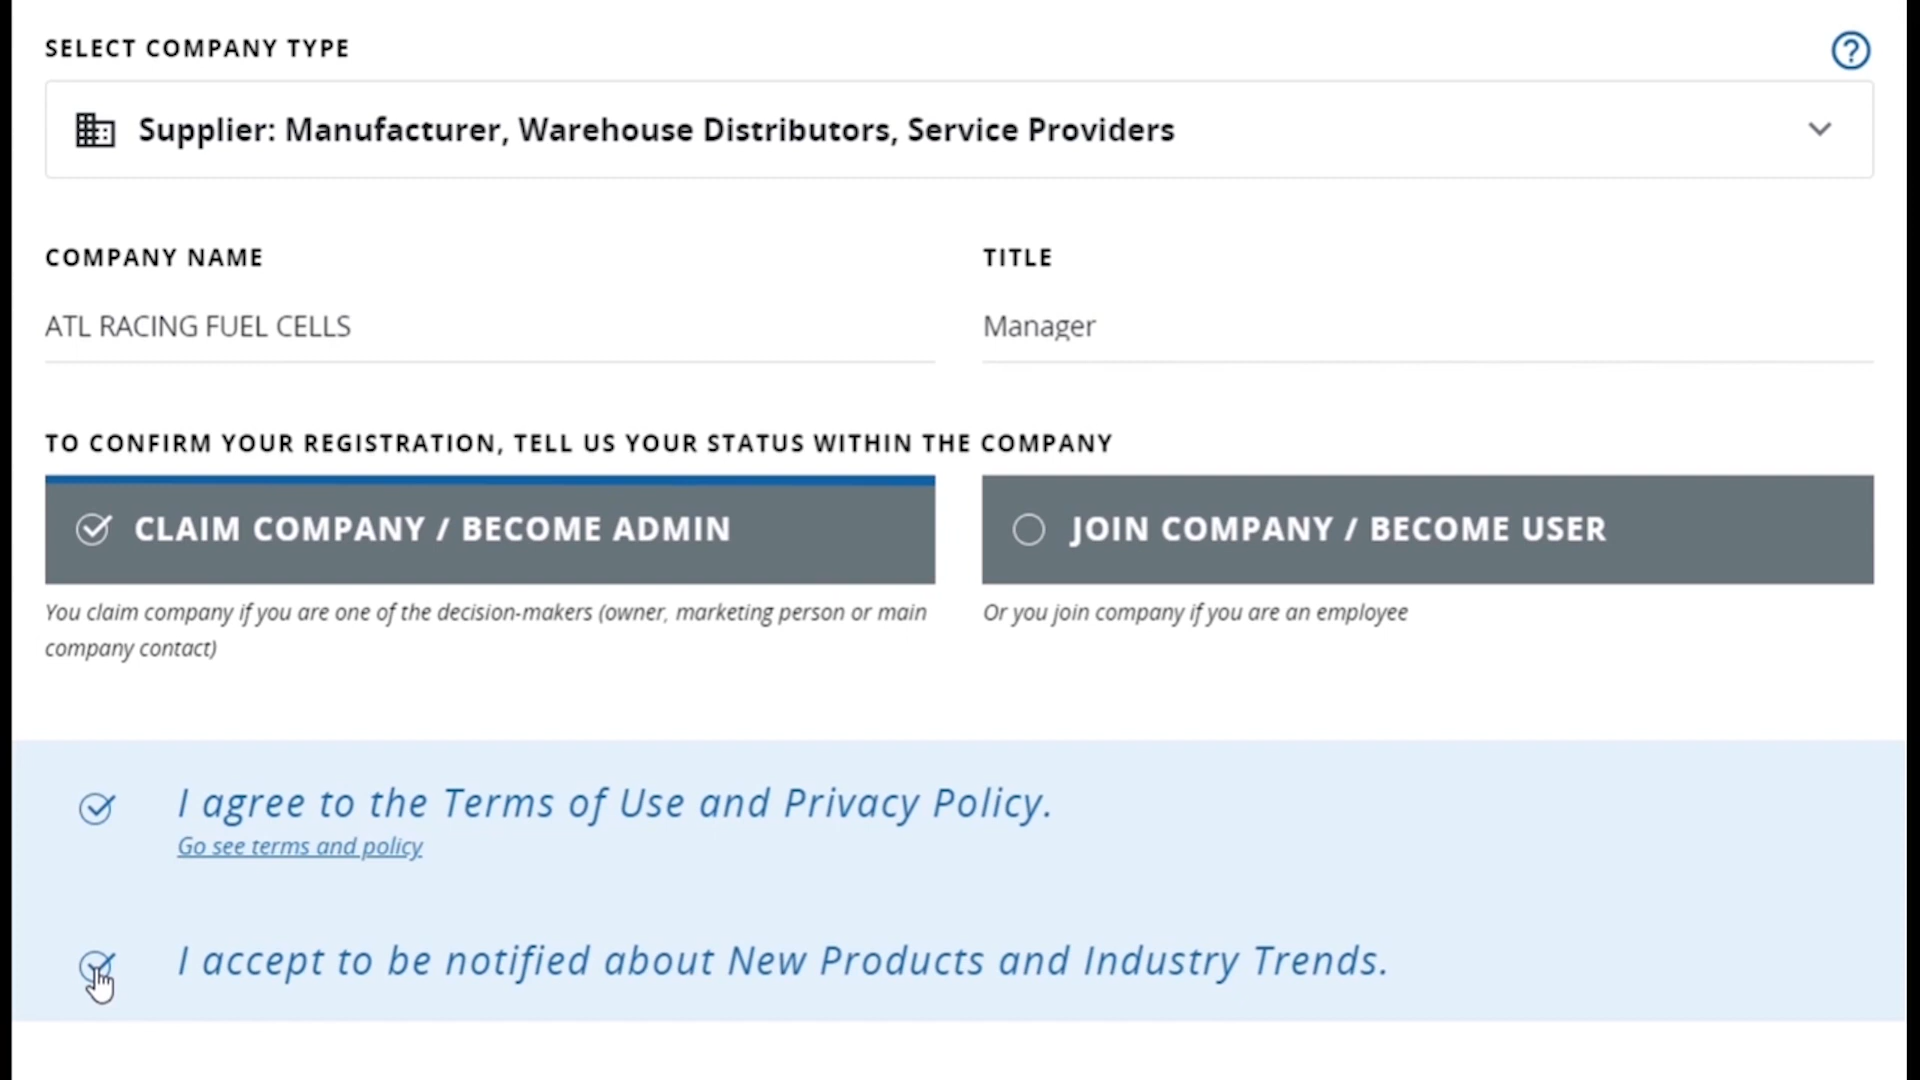 SELECT COMPANY TYPE
Supplier: Manufacturer, Warehouse Distributors, Service Providers
COMPANY NAME
TITLE
ATL RACING FUEL CELLS
Manager
TO CONFIRM YOUR REGISTRATION, TELL US YOUR STATUS WITHIN THE COMPANY
CLAIM COMPANY / BECOME ADMIN
JOIN COMPANY / BECOME USER
You claim company if you are one of the decision-makers (owner, marketing person or main
company contact)
Or you join company if you are an employee
I agree to the Terms of Use and Privacy Policy.
Go see terms and policy
I accept to be notified about New Products and Industry Trends.